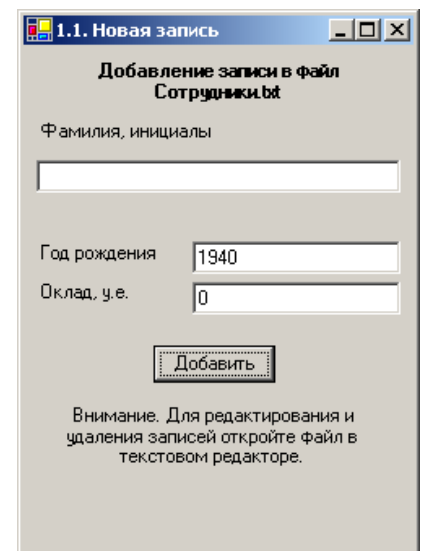 1.1. Новая запись
Добавление записи в файл
Сотрудники.txt
Фамилия, инициалы
Год рождения
1940
Оклад, у.е.
0
Добавить
Внимание. Для редактирования и
удаления записей откройте файл в
текстовом редакторе.